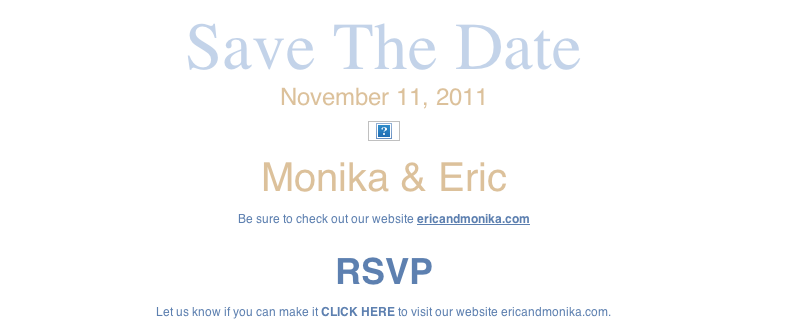 Save The Date
November 11, 2011
?
Monika & Eric
Be sure to check out our website ericandmonika.com
RSVP
Let us know if you can make it CLICK HERE to visit our website ericandmonika.com.